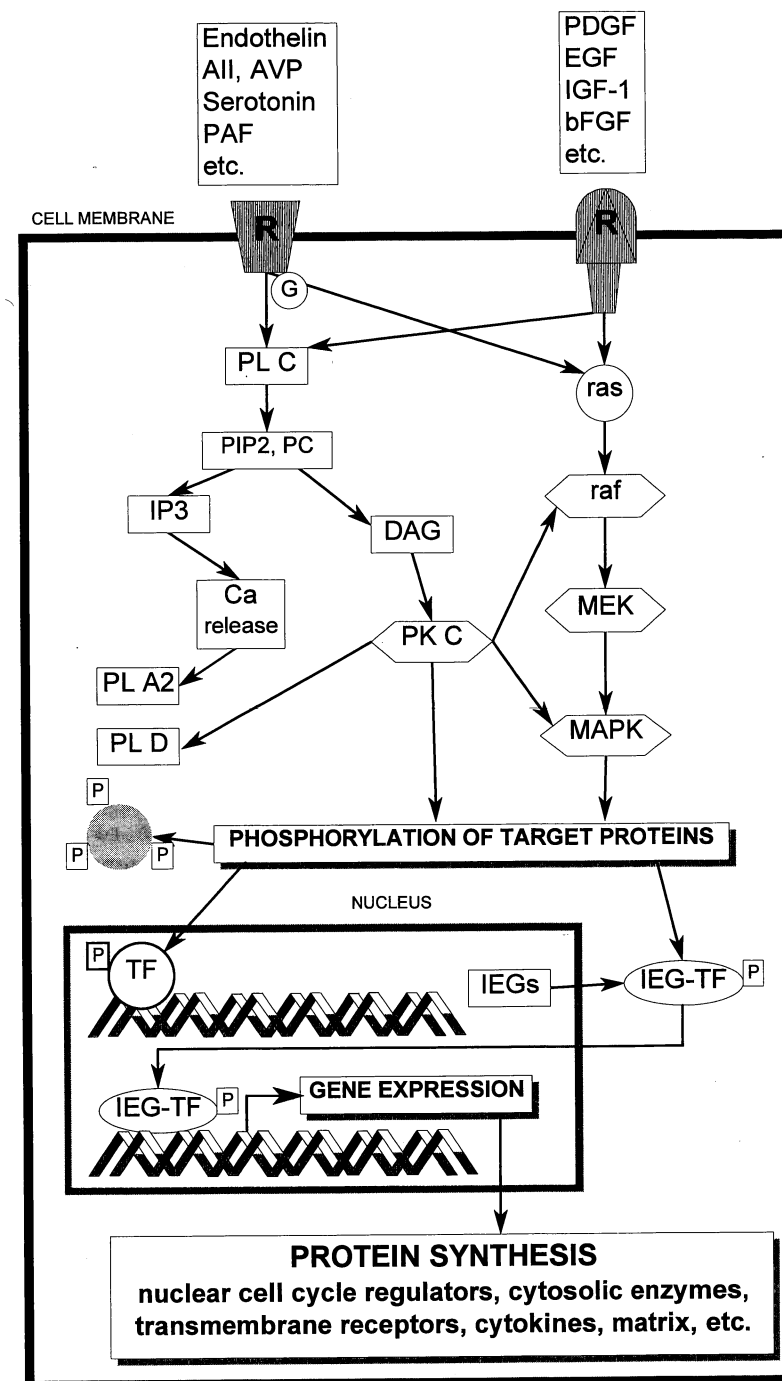 Endothelin
AII, AVP
Serotonin
PAF
etc.
PDGF
EGF
IGF-1
bFGF
etc.
CELL MEMBRANE
R
R
G
PL C
ras
PIP2, PC
raf
IP3
DAG
Ca
release
MEK
PK C
PL A2
PL D
MAPK
P
P
P
PHOSPHORYLATION OF TARGET PROTEINS
NUCLEUS
P
TF
IEGs
IEG-TF
P
IEG-TF
P
GENE EXPRESSION
PROTEIN SYNTHESIS
nuclear cell cycle regulators, cytosolic enzymes,
transmembrane receptors, cytokines, matrix, etc.